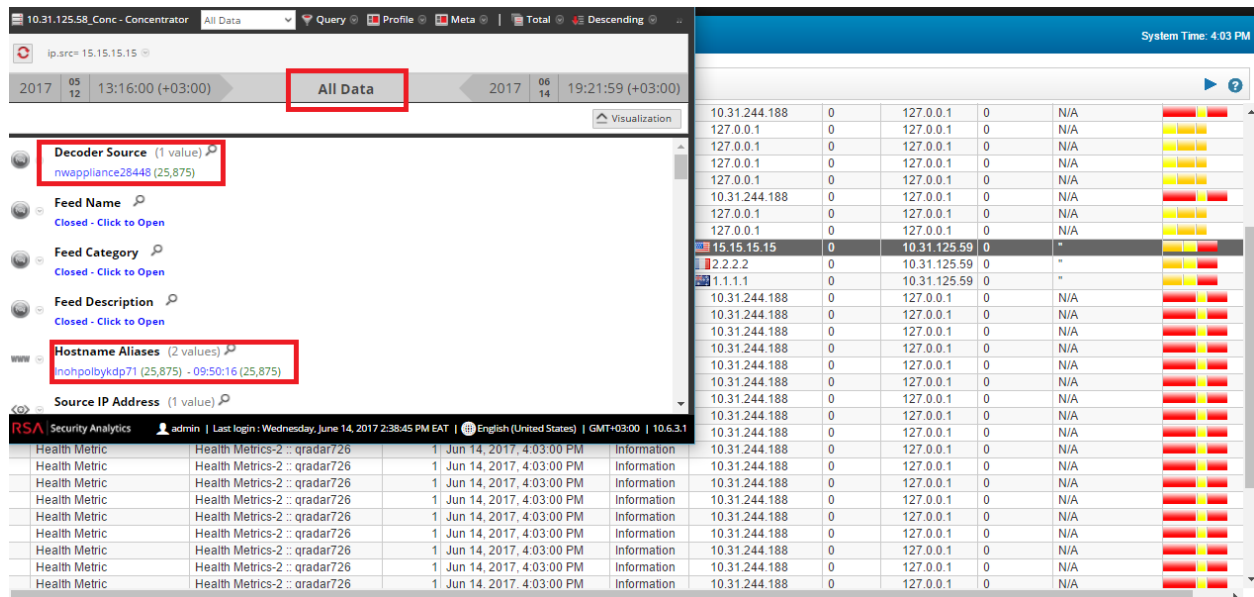 10.31.125.58_Conc - Concentrator All Data Query Profile Meta Total Descending
System Time: 4:03 PM
ip.src= 15.15.15.15
2017 05 12 13:16:00 (+03:00) All Data 2017 06 14 19:21:59 (+03:00)
Visualization
Decoder Source (1 value)
nwappliance28448 (25,875)
Feed Name
Closed - Click to Open
Feed Category
Closed - Click to Open
Feed Description
Closed - Click to Open
www Hostname Aliases (2 values)
lnohpolbykdp71 (25,875) - 09:50:16 (25,875)
Source IP Address (1 value)
RSA Security Analytics admin | Last login : Wednesday, June 14, 2017 2:38:45 PM EAT | English (United States) | GMT+03:00 | 10.6.3.1
10.31.244.188 0 127.0.0.1 0 N/A
127.0.0.1 0 127.0.0.1 0 N/A
127.0.0.1 0 127.0.0.1 0 N/A
127.0.0.1 0 127.0.0.1 0 N/A
127.0.0.1 0 127.0.0.1 0 N/A
10.31.244.188 0 127.0.0.1 0 N/A
127.0.0.1 0 127.0.0.1 0 N/A
127.0.0.1 0 127.0.0.1 0 N/A
15.15.15.15 0 10.31.125.59 0 "
2.2.2.2 0 10.31.125.59 0 "
1.1.1.1 0 10.31.125.59 0 "
10.31.244.188 0 127.0.0.1 0 N/A
10.31.244.188 0 127.0.0.1 0 N/A
10.31.244.188 0 127.0.0.1 0 N/A
10.31.244.188 0 127.0.0.1 0 N/A
10.31.244.188 0 127.0.0.1 0 N/A
10.31.244.188 0 127.0.0.1 0 N/A
10.31.244.188 0 127.0.0.1 0 N/A
10.31.244.188 0 127.0.0.1 0 N/A
10.31.244.188 0 127.0.0.1 0 N/A
Health Metric Health Metrics-2 :: qradar726 1 Jun 14, 2017, 4:03:00 PM Information 10.31.244.188 0 127.0.0.1 0 N/A
Health Metric Health Metrics-2 :: qradar726 1 Jun 14, 2017, 4:03:00 PM Information 10.31.244.188 0 127.0.0.1 0 N/A
Health Metric Health Metrics-2 :: qradar726 1 Jun 14, 2017, 4:03:00 PM Information 10.31.244.188 0 127.0.0.1 0 N/A
Health Metric Health Metrics-2 :: qradar726 1 Jun 14, 2017, 4:03:00 PM Information 10.31.244.188 0 127.0.0.1 0 N/A
Health Metric Health Metrics-2 :: qradar726 1 Jun 14, 2017, 4:03:00 PM Information 10.31.244.188 0 127.0.0.1 0 N/A
Health Metric Health Metrics-2 :: qradar726 1 Jun 14, 2017, 4:03:00 PM Information 10.31.244.188 0 127.0.0.1 0 N/A
Health Metric Health Metrics-2 :: qradar726 1 Jun 14, 2017, 4:03:00 PM Information 10.31.244.188 0 127.0.0.1 0 N/A
Health Metric Health Metrics-2 :: qradar726 1 Jun 14, 2017, 4:03:00 PM Information 10.31.244.188 0 127.0.0.1 0 N/A
Health Metric Health Metrics-2 :: qradar726 1 Jun 14, 2017, 4:03:00 PM Information 10.31.244.188 0 127.0.0.1 0 N/A